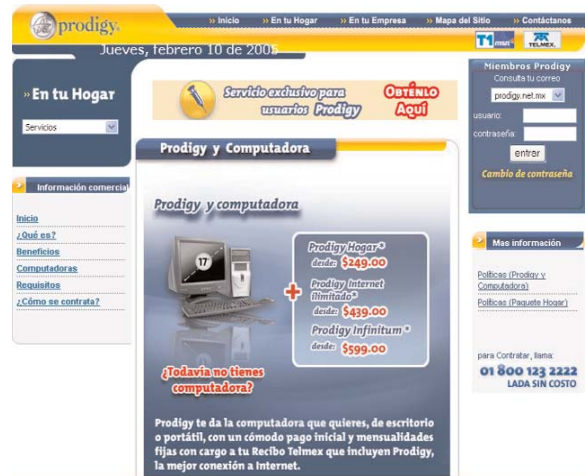 prodigy.
» Inicio
» En tu Hogar
» En tu Empresa
» Mapa del Sitio
» Contáctanos
Jueves, febrero 10 de 2005
T1msn
TELMEX.
» En tu Hogar
Servicios
Servicio exclusivo para
usuarios Prodigy
OBTÉNLO
AQUÍ
Miembros Prodigy
Consulta tu correo
prodigy.net.mx
usuario:
contraseña:
entrar
Cambio de contraseña
Información comercial
Inicio
¿Qué es?
Beneficios
Computadoras
Requisitos
¿Cómo se contrata?
Prodigy y Computadora
Prodigy y computadora
17"
+
Prodigy Hogar*
desde: $249.00
Prodigy Internet
ilimitado*
desde: $439.00
Prodigy Infinitum *
desde: $599.00
¿Todavía no tienes
computadora?
Prodigy te da la computadora que quieres, de escritorio
o portátil, con un cómodo pago inicial y mensualidades
fijas con cargo a tu Recibo Telmex que incluyen Prodigy,
la mejor conexión a Internet.
Mas información
Políticas (Prodigy y
Computadora)
Políticas (Paquete Hogar)
para Contratar, llama:
01 800 123 2222
LADA SIN COSTO